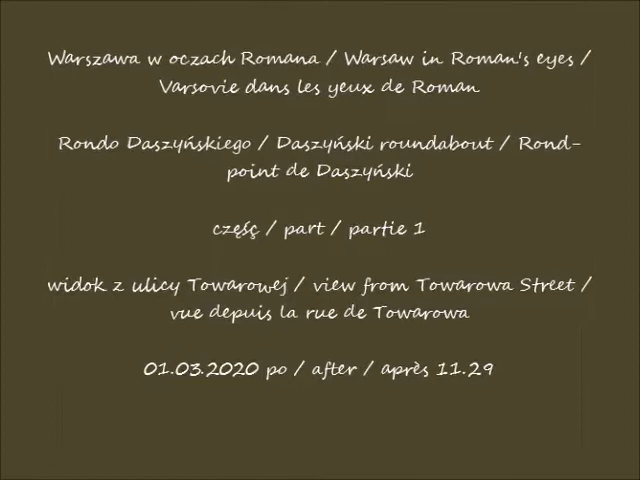 Warszawa w oczach Romana / Warsaw in Roman's eyes /
Varsovie dans les yeux de Roman
Rondo Daszyńskiego / Daszyński roundabout / Rond-
point de Daszyński
częśç / part / partie 1
widok z ulicy Towarowej / view from Towarowa Street /
vue depuis la rue de Towarowa
01.03.2020 po / after / après 11.29